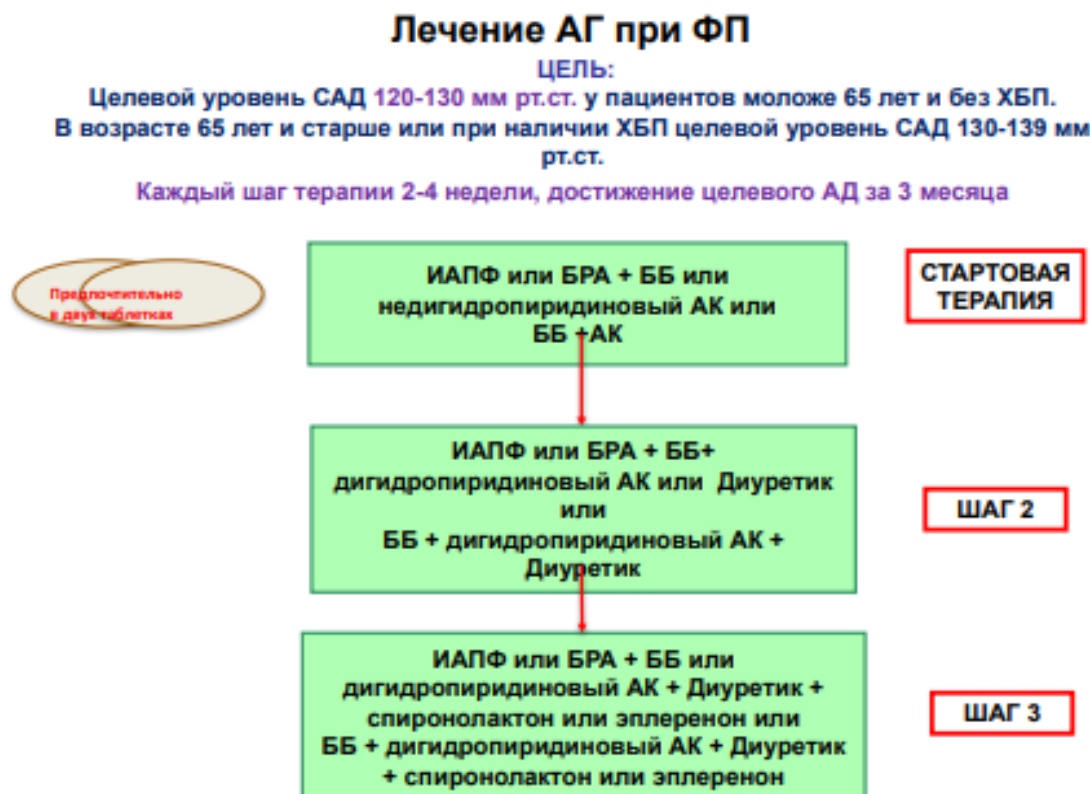 Лечение АГ при ФП
ЦЕЛЬ:
Целевой уровень САД 120-130 мм рт.ст. у пациентов моложе 65 лет и без ХБП.
В возрасте 65 лет и старше или при наличии ХБП целевой уровень САД 130-139 мм
рт.ст.
Каждый шаг терапии 2-4 недели, достижение целевого АД за 3 месяца
Предпочтительно
в двух таблетках
ИАПФ или БРА + ББ или
недигидропиридиновый АК или
ББ +АК
СТАРТОВАЯ
ТЕРАПИЯ
ИАПФ или БРА + ББ+
дигидропиридиновый АК или Диуретик
или
ББ + дигидропиридиновый АК +
Диуретик
ШАГ 2
ИАПФ или БРА + ББ или
дигидропиридиновый АК + Диуретик +
спиронолактон или эплеренон или
ББ + дигидропиридиновый АК + Диуретик
+ спиронолактон или эплеренон
ШАГ 3